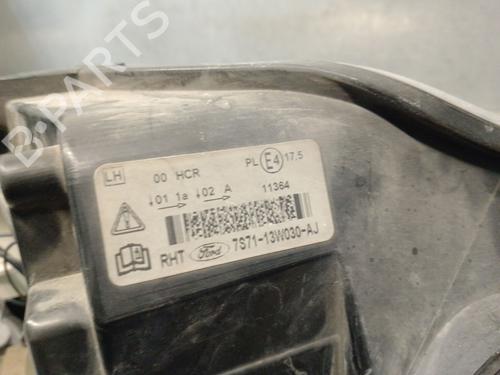 B-PARTS
LH 00 HCR PL E4 17,5
↓01 1a ↓02 A 11364
RHT Ford 7S71-13W030-AJ